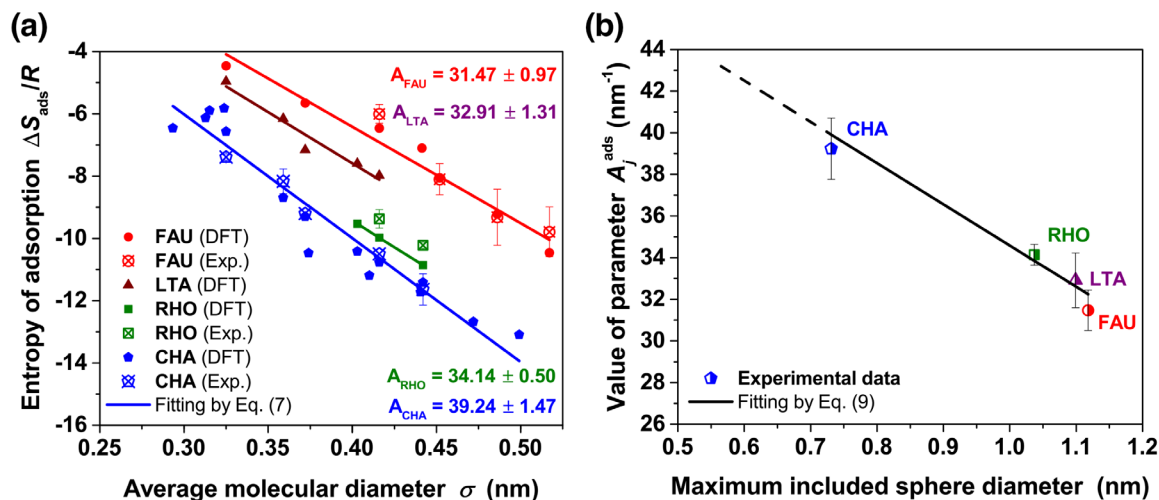 (a)
Entropy of adsorption ΔS_ads/R
-4
-6
-8
-10
-12
-14
-16
A_FAU = 31.47 ± 0.97
A_LTA = 32.91 ± 1.31
FAU (DFT)
FAU (Exp.)
LTA (DFT)
RHO (DFT)
RHO (Exp.)
CHA (DFT)
CHA (Exp.)
Fitting by Eq. (7)
A_RHO = 34.14 ± 0.50
A_CHA = 39.24 ± 1.47
0.25 0.30 0.35 0.40 0.45 0.50
Average molecular diameter σ (nm)
(b)
Value of parameter A_j^ads (nm⁻¹)
44
42
40
38
36
34
32
30
28
26
CHA
RHO
LTA
FAU
Experimental data
Fitting by Eq. (9)
0.5 0.6 0.7 0.8 0.9 1.0 1.1 1.2
Maximum included sphere diameter (nm)